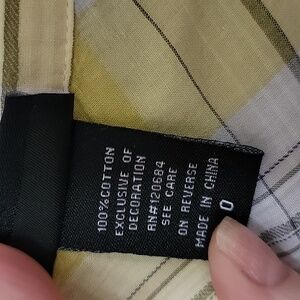 100% COTTON
EXCLUSIVE OF
DECORATION
RN#120684
SEE CARE
ON REVERSE
MADE IN CHINA
0